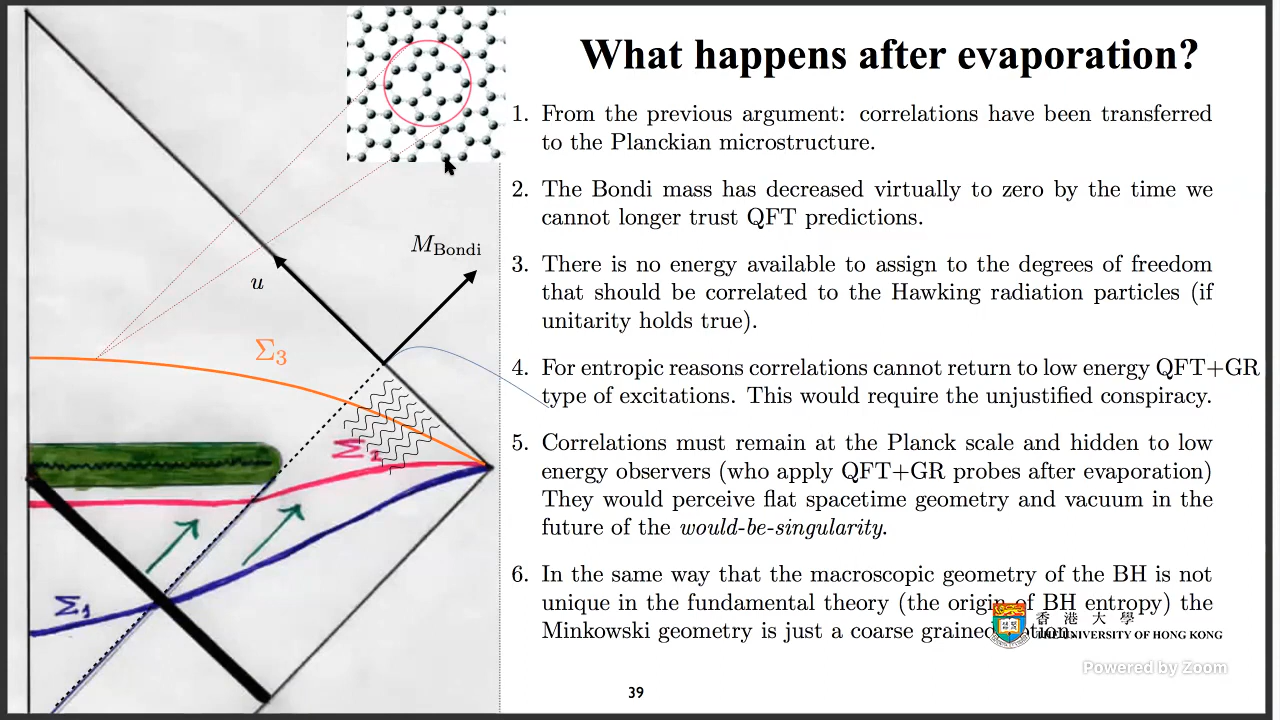 What happens after evaporation?
1. From the previous argument: correlations have been transferred
to the Planckian microstructure.
2. The Bondi mass has decreased virtually to zero by the time we
cannot longer trust QFT predictions.
3. There is no energy available to assign to the degrees of freedom
that should be correlated to the Hawking radiation particles (if
unitarity holds true).
4. For entropic reasons correlations cannot return to low energy QFT+GR
type of excitations. This would require the unjustified conspiracy.
5. Correlations must remain at the Planck scale and hidden to low
energy observers (who apply QFT+GR probes after evaporation)
They would perceive flat spacetime geometry and vacuum in the
future of the would-be-singularity.
6. In the same way that the macroscopic geometry of the BH is not
unique in the fundamental theory (the origin of BH entropy) the
Minkowski geometry is just a coarse grained
M_Bondi
u
Σ₃
Σ
Σ₁
香港大學
THE UNIVERSITY OF HONG KONG
Powered by Zoom
39